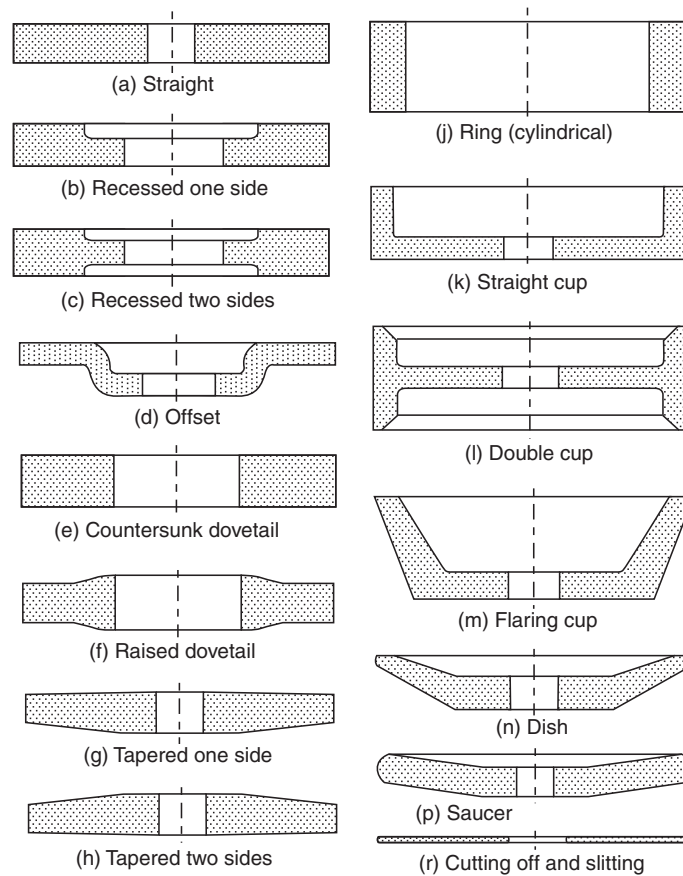 (a) Straight
(b) Recessed one side
(c) Recessed two sides
(d) Offset
(e) Countersunk dovetail
(f) Raised dovetail
(g) Tapered one side
(h) Tapered two sides
(j) Ring (cylindrical)
(k) Straight cup
(l) Double cup
(m) Flaring cup
(n) Dish
(p) Saucer
(r) Cutting off and slitting